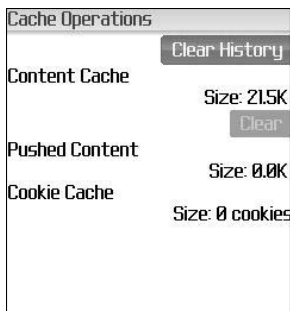 Cache Operations
Clear History
Content Cache
Size: 21.5K
Clear
Pushed Content
Size: 0.0K
Cookie Cache
Size: 0 cookies